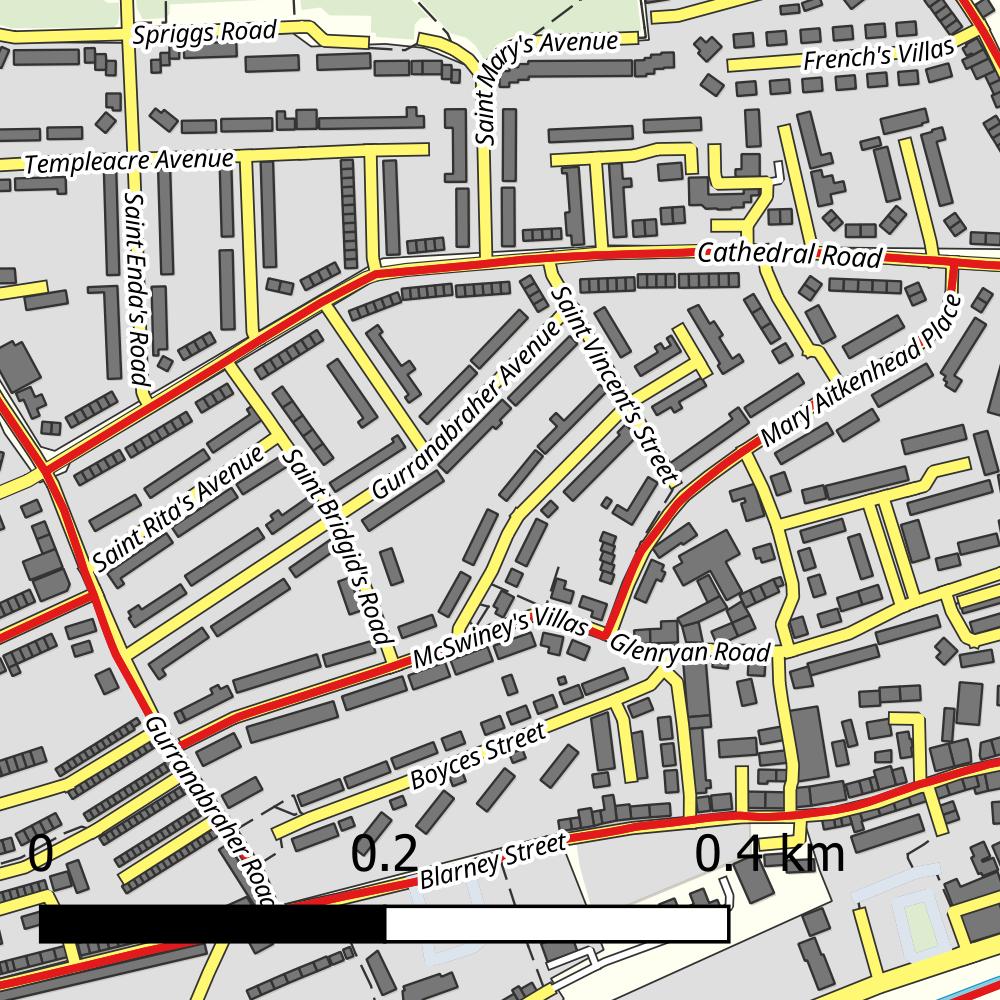 Spriggs Road
Saint Mary's Avenue
French's Villas
Templeacre Avenue
Saint Enda's Road
Cathedral Road
Saint Vincent's Street
Mary Aitkenhead Place
Gurranabraher Avenue
Saint Rita's Avenue
Saint Bridgid's Road
McSwiney's Villas
Glenryan Road
Gurranabraher Road
Boyces Street
Blarney Street
0 0.2 0.4 km